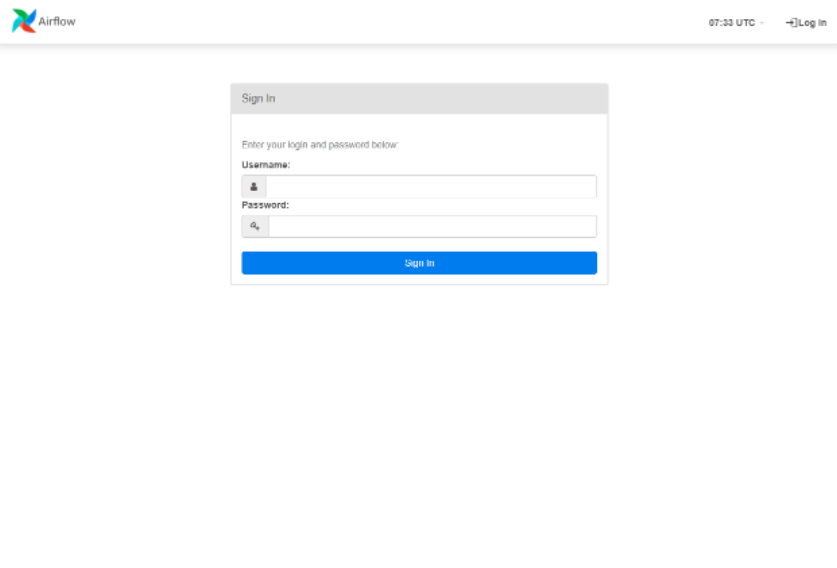 Airflow
07:33 UTC
Log In
Sign In
Enter your login and password below:
Username:
Password:
Sign In